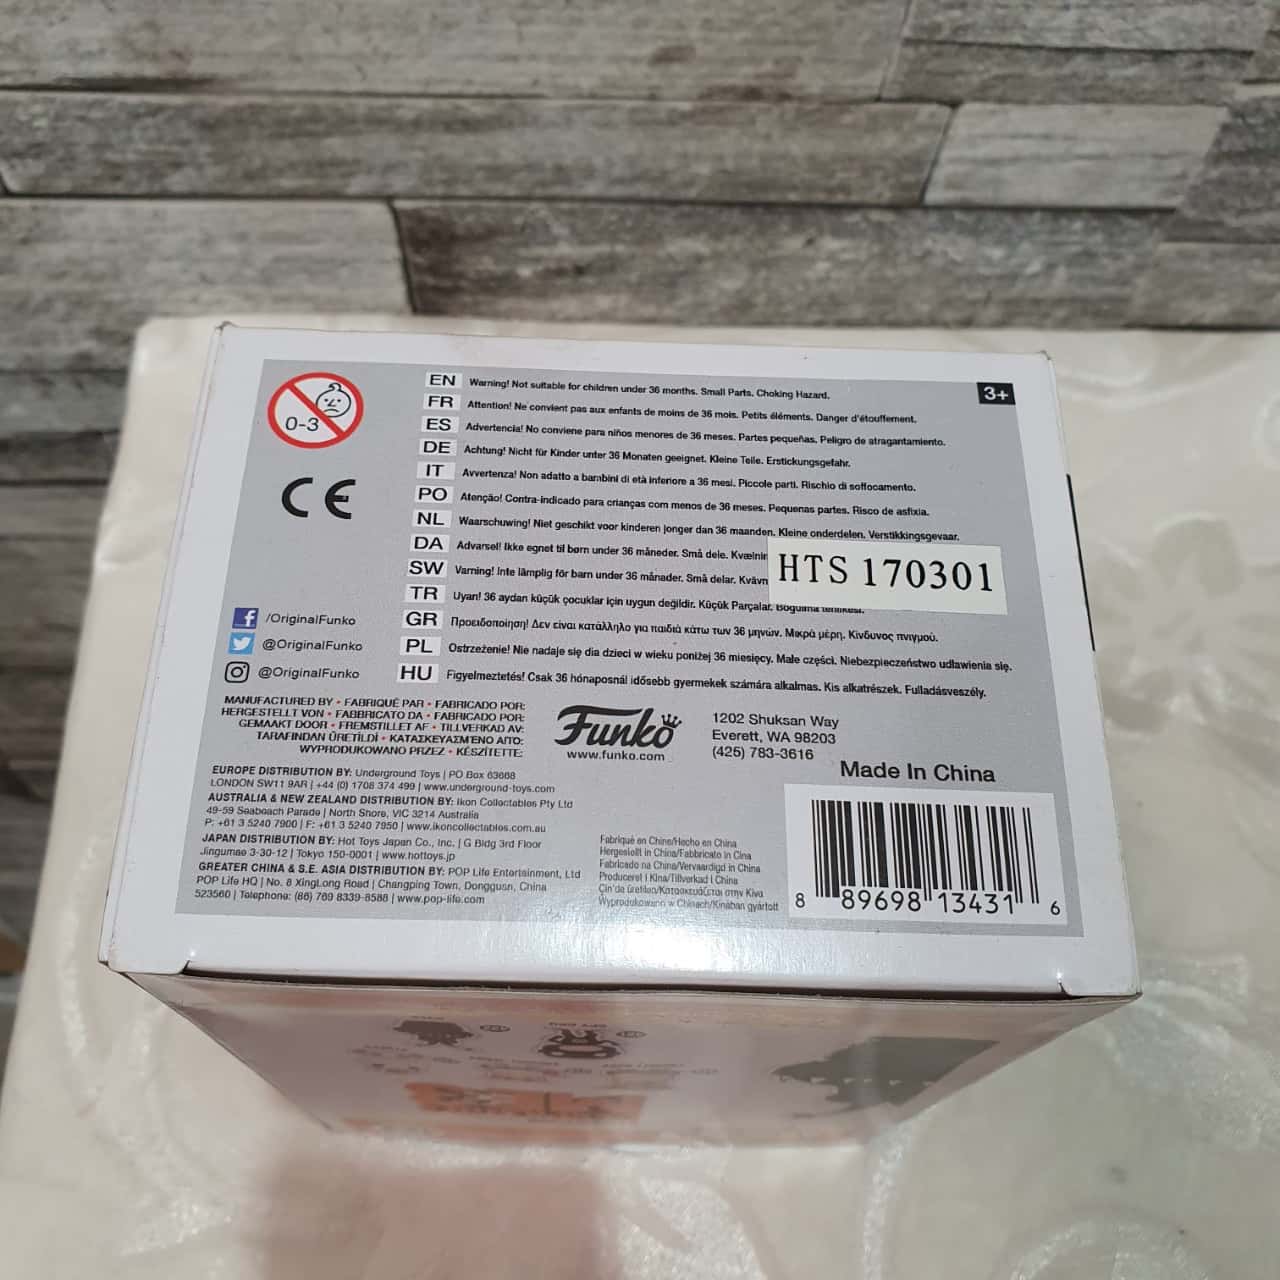 0-3
EN Warning! Not suitable for children under 36 months. Small Parts. Choking Hazard.
3+
FR Attention! Ne convient pas aux enfants de moins de 36 mois. Petits éléments. Danger d'étouffement.
ES Advertencia! No conviene para niños menores de 36 meses. Partes pequeñas. Peligro de atragantamiento.
DE Achtung! Nicht für Kinder unter 36 Monaten geeignet. Kleine Teile. Erstickungsgefahr.
IT Avvertenza! Non adatto a bambini di età inferiore a 36 mesi. Piccole parti. Rischio di soffocamento.
PO Atenção! Contra-indicado para crianças com menos de 36 meses. Pequenas partes. Risco de asfixia.
CE
NL Waarschuwing! Niet geschikt voor kinderen jonger dan 36 maanden. Kleine onderdelen. Verstikkingsgevaar.
DA Advarsel! Ikke egnet til børn under 36 måneder. Små dele.
HTS 170301
SW Varning! Inte lämplig för barn under 36 månader. Små delar.
TR Uyarı! 36 aydan küçük çocuklar için uygun değildir. Küçük Parçalar. Boğulma tehlikesi.
GR Προειδοποίηση! Δεν είναι κατάλληλο για παιδιά κάτω των 36 μηνών. Μικρά μέρη. Κίνδυνος πνιγμού.
PL Ostrzeżenie! Nie nadaje się dla dzieci w wieku poniżej 36 miesięcy. Małe części. Niebezpieczeństwo udławienia się.
HU Figyelmeztetés! Csak 36 hónaposnál idősebb gyermekek számára alkalmas. Kis alkatrészek. Fulladásveszély.
/OriginalFunko
@OriginalFunko
@OriginalFunko
MANUFACTURED BY • FABRIQUÉ PAR • FABRICADO POR:
HERGESTELLT VON • FABBRICATO DA • FABRICADO POR:
GEMAAKT DOOR • FREMSTILLET AF • TILLVERKAD AV:
TARAFINDAN ÜRETİLDİ • ΚΑΤΑΣΚΕΥΑΣΜΈΝΟ ΑΠΌ:
WYPRODUKOWANO PRZEZ • KÉSZÍTETTE:
Funko
www.funko.com
1202 Shuksan Way
Everett, WA 98203
(425) 783-3616
Made In China
EUROPE DISTRIBUTION BY: Underground Toys | PO Box 63668
LONDON SW11 9AR | +44 (0) 1708 374 499 | www.underground-toys.com
AUSTRALIA & NEW ZEALAND DISTRIBUTION BY: Ikon Collectables Pty Ltd
49-59 Seabeach Parade | North Shore, VIC 3214 Australia
P: +61 3 5240 7900 | F: +61 3 5240 7950 | www.ikoncollectables.com.au
JAPAN DISTRIBUTION BY: Hot Toys Japan Co., Inc. | G Bldg 3rd Floor
Jingumae 3-30-12 | Tokyo 150-0001 | www.hottoys.jp
GREATER CHINA & S.E. ASIA DISTRIBUTION BY: POP Life Entertainment, Ltd
POP Life HQ | No. 8 XingLong Road | Changping Town, Dongguan, China
523560 | Telephone: (86) 769 8339-8588 | www.pop-life.com
Fabriqué en Chine/Hecho en China
Hergestellt in China/Fabbricato in Cina
Fabricado na China/Vervaardigd in China
Produceret i Kina/Tillverkad i China
Çin'de üretilen/Κατασκευάζεται στην Κίνα
Wyprodukowano w Chinach/Kínában gyártott
8 89698 13431 6